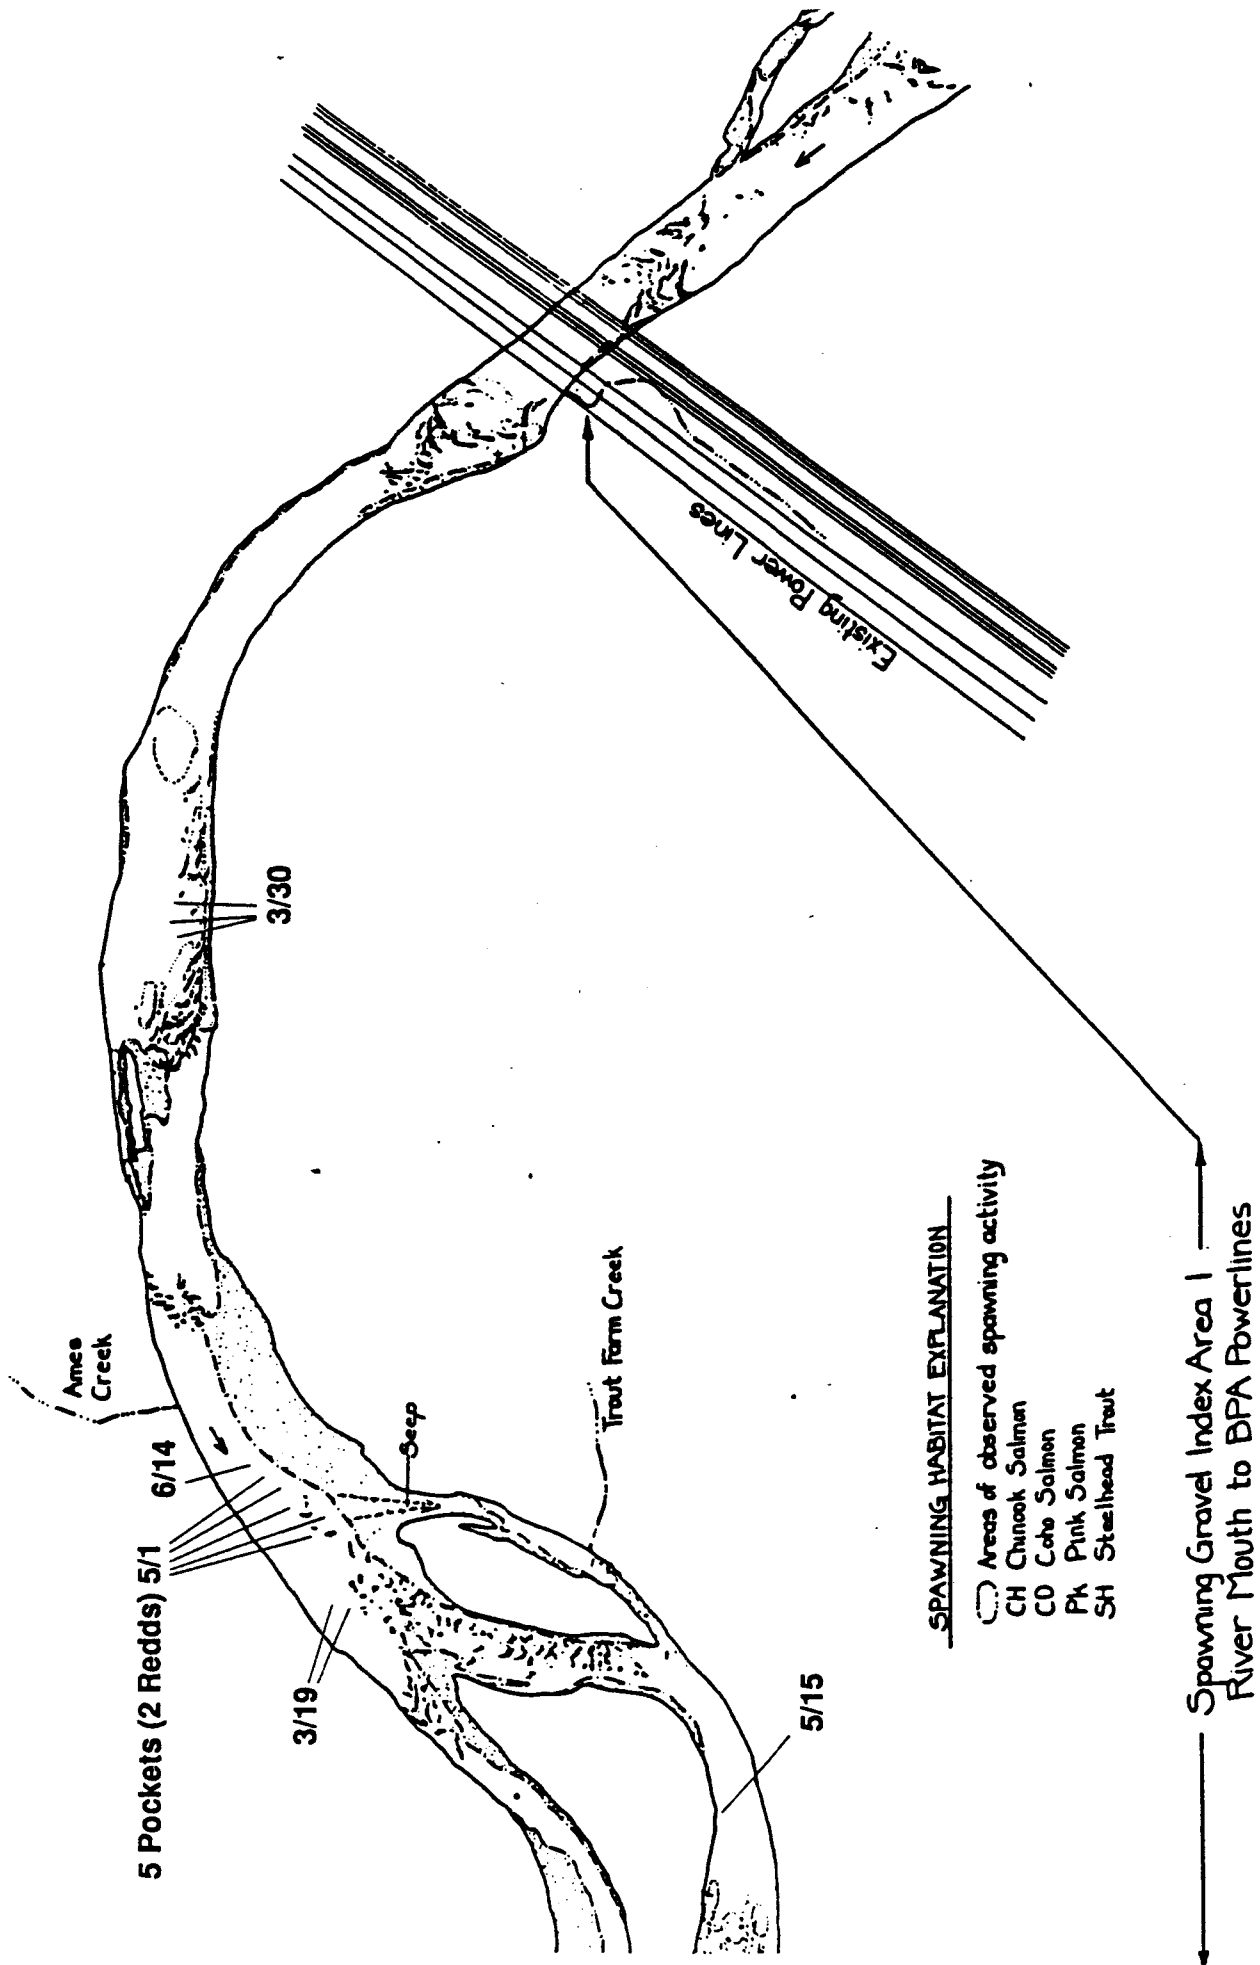 Ames
Creek
6/14
5 Pockets (2 Redds) 5/1
3/19
3/30
Seep
Trout Farm Creek
5/15
Existing Power Lines
SPAWNING HABITAT EXPLANATION
Areas of observed spawning activity
CH Chinook Salmon
CO Coho Salmon
Pk Pink Salmon
SH Steelhead Trout
Spawning Gravel Index Area 1
River Mouth to BPA Powerlines